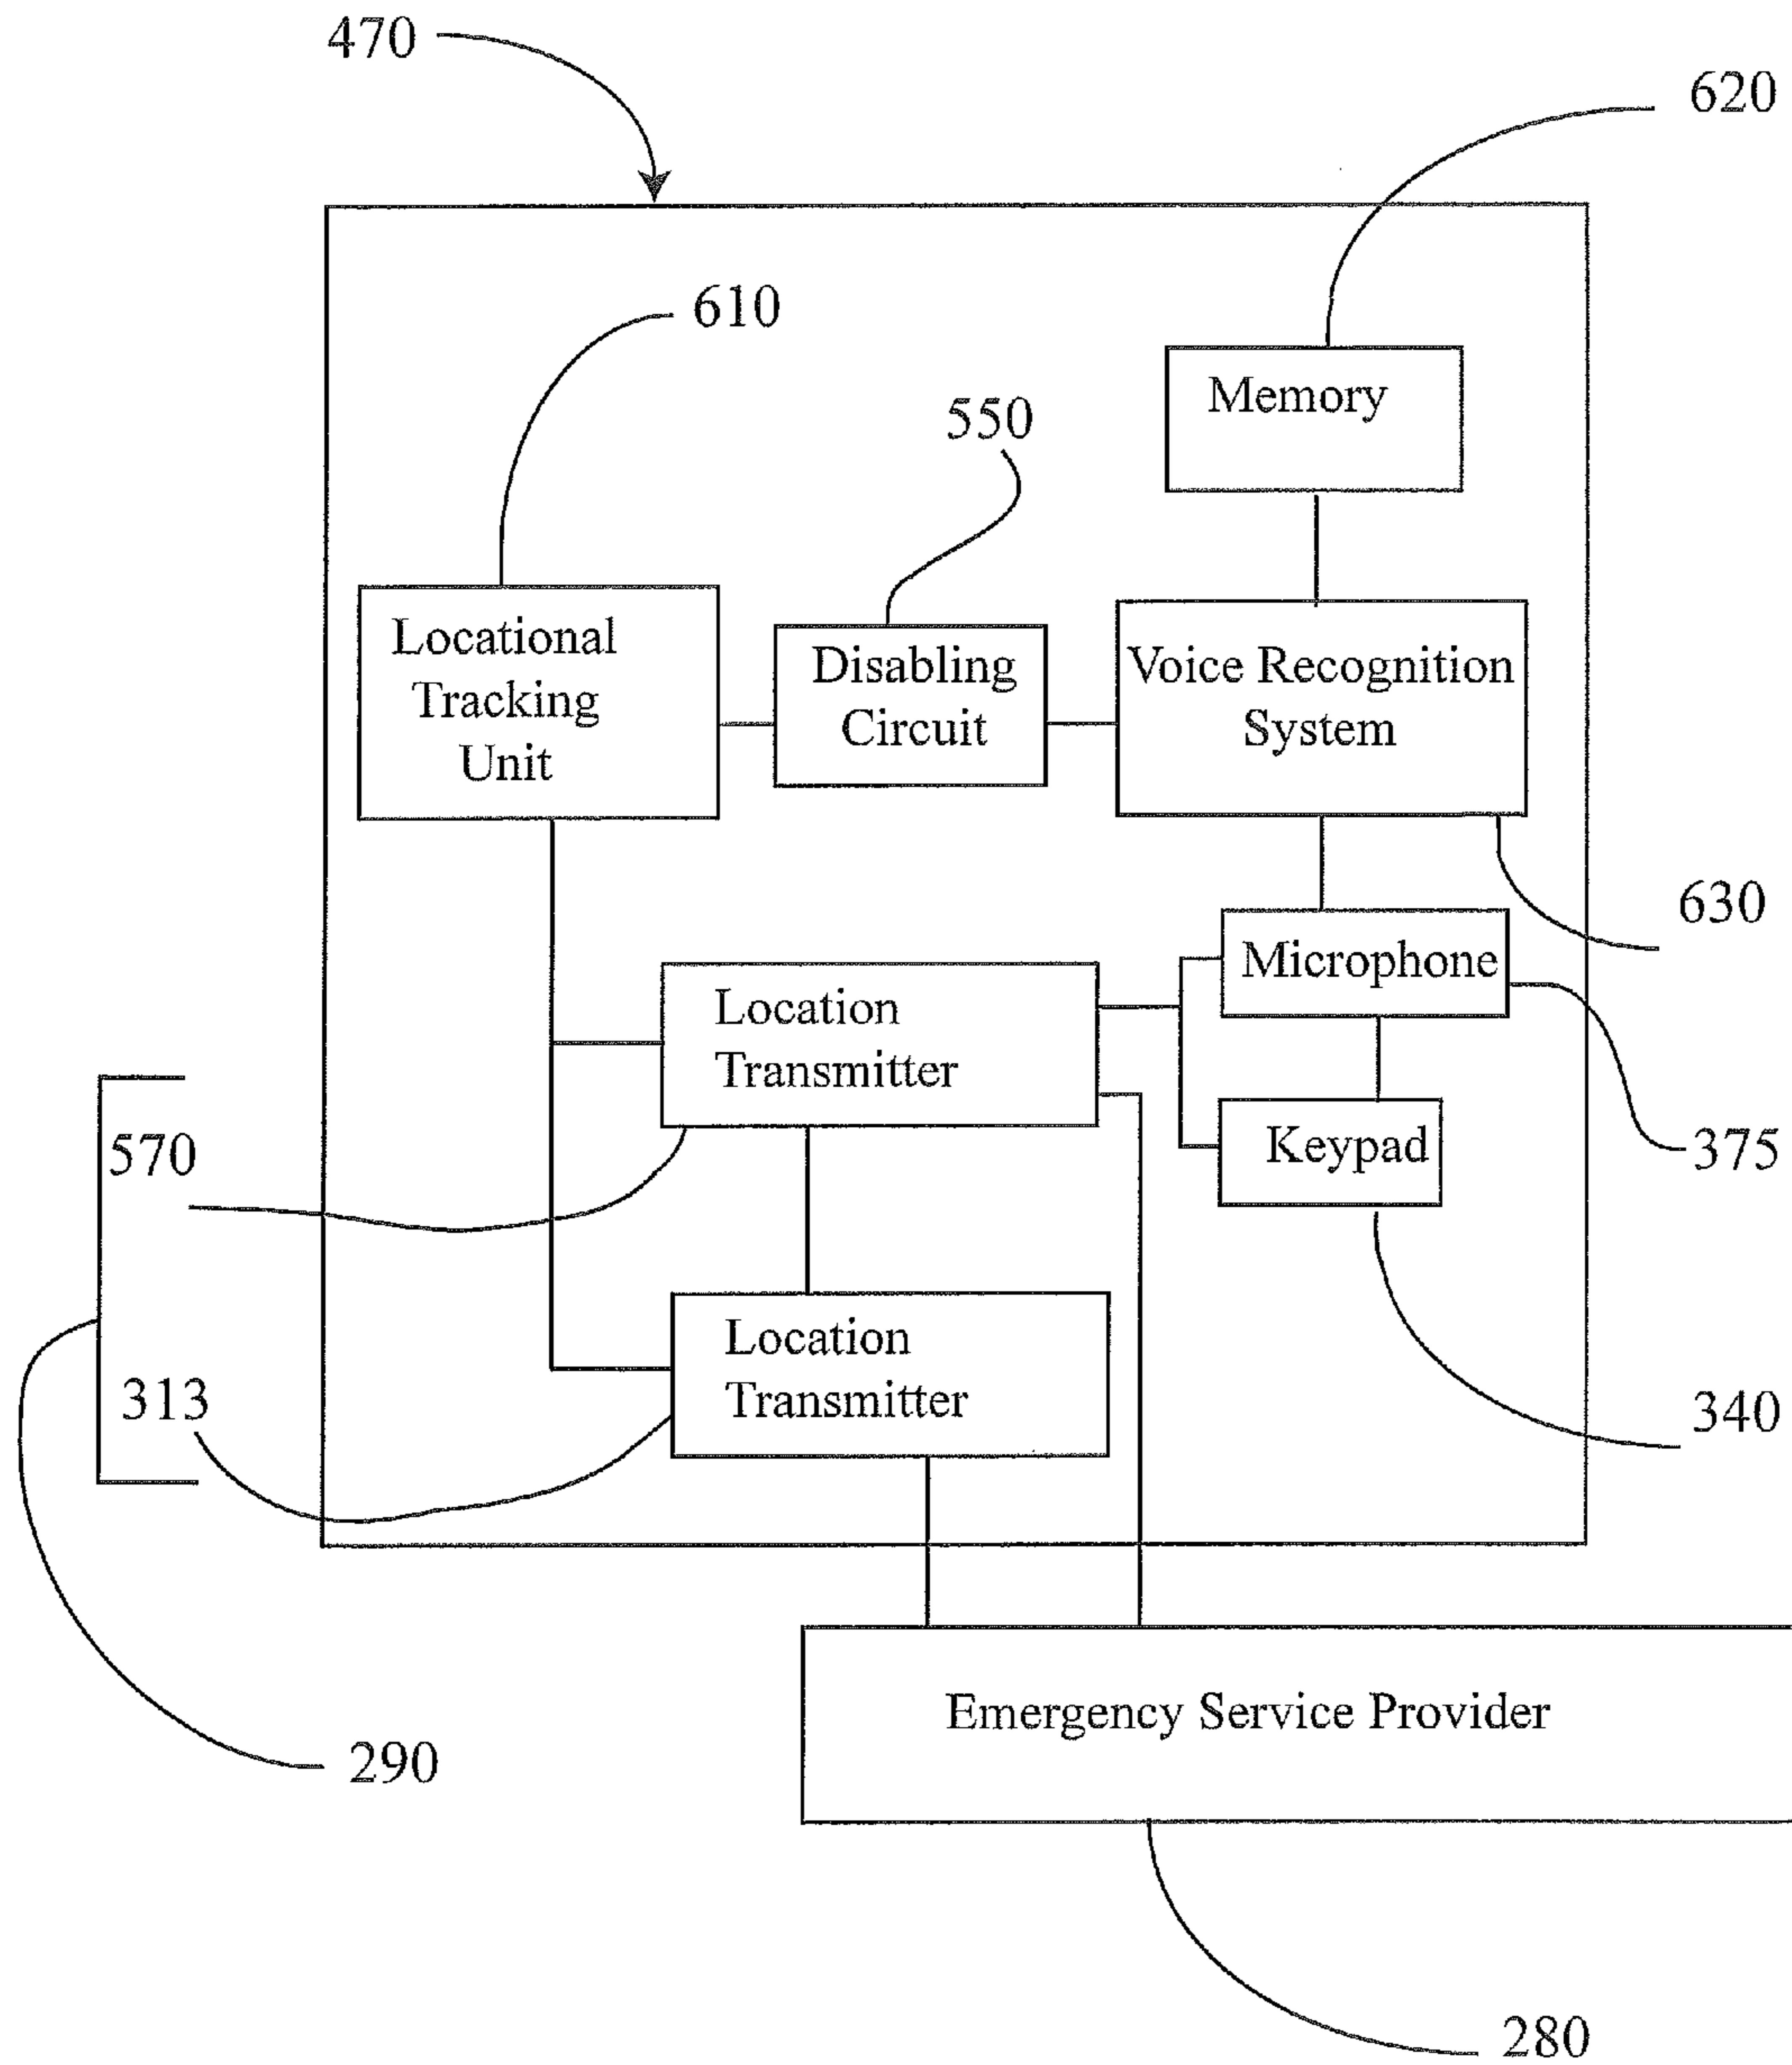 470
620
610
Memory
550
Locational
Tracking
Unit
Disabling
Circuit
Voice Recognition
System
630
Microphone
Location
Transmitter
570
Keypad
375
Location
Transmitter
313
340
Emergency Service Provider
290
280